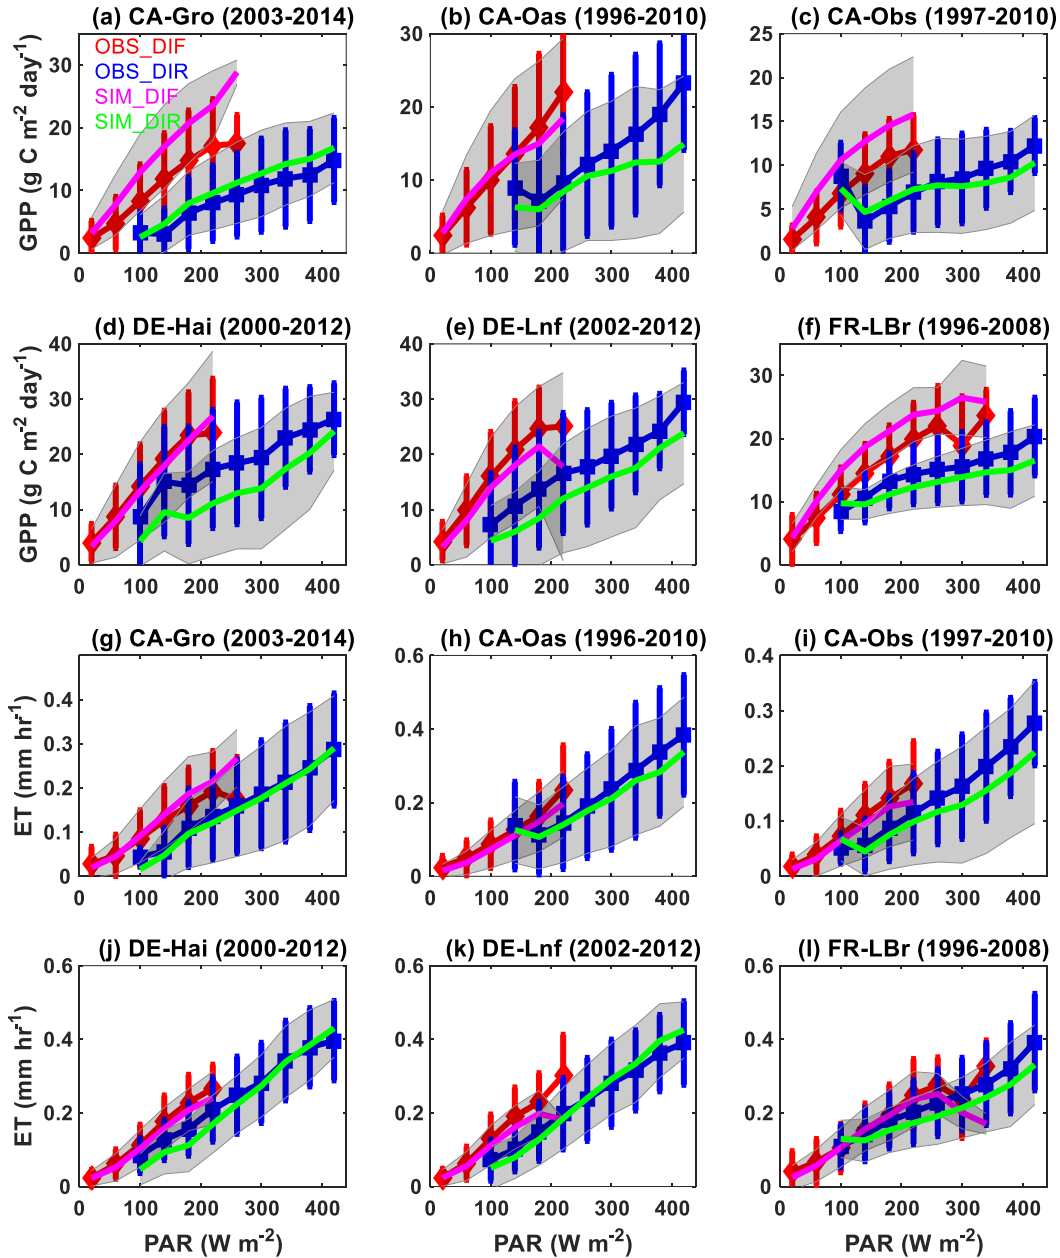 (a) CA-Gro (2003-2014)
(b) CA-Oas (1996-2010)
(c) CA-Obs (1997-2010)
GPP (g C m⁻² day⁻¹)
30
20
10
0
OBS_DIF
OBS_DIR
SIM_DIF
SIM_DIR
0 100 200 300 400
30
20
10
0
0 100 200 300 400
25
20
15
10
5
0
0 100 200 300 400
(d) DE-Hai (2000-2012)
(e) DE-Lnf (2002-2012)
(f) FR-LBr (1996-2008)
GPP (g C m⁻² day⁻¹)
40
30
20
10
0
0 100 200 300 400
40
30
20
10
0
0 100 200 300 400
30
20
10
0
0 100 200 300 400
(g) CA-Gro (2003-2014)
(h) CA-Oas (1996-2010)
(i) CA-Obs (1997-2010)
ET (mm hr⁻¹)
0.4
0.3
0.2
0.1
0
0 100 200 300 400
0.6
0.4
0.2
0
0 100 200 300 400
0.4
0.3
0.2
0.1
0
0 100 200 300 400
(j) DE-Hai (2000-2012)
(k) DE-Lnf (2002-2012)
(l) FR-LBr (1996-2008)
ET (mm hr⁻¹)
0.6
0.4
0.2
0
0 100 200 300 400
0.6
0.4
0.2
0
0 100 200 300 400
0.6
0.4
0.2
0
0 100 200 300 400
PAR (W m⁻²)
PAR (W m⁻²)
PAR (W m⁻²)